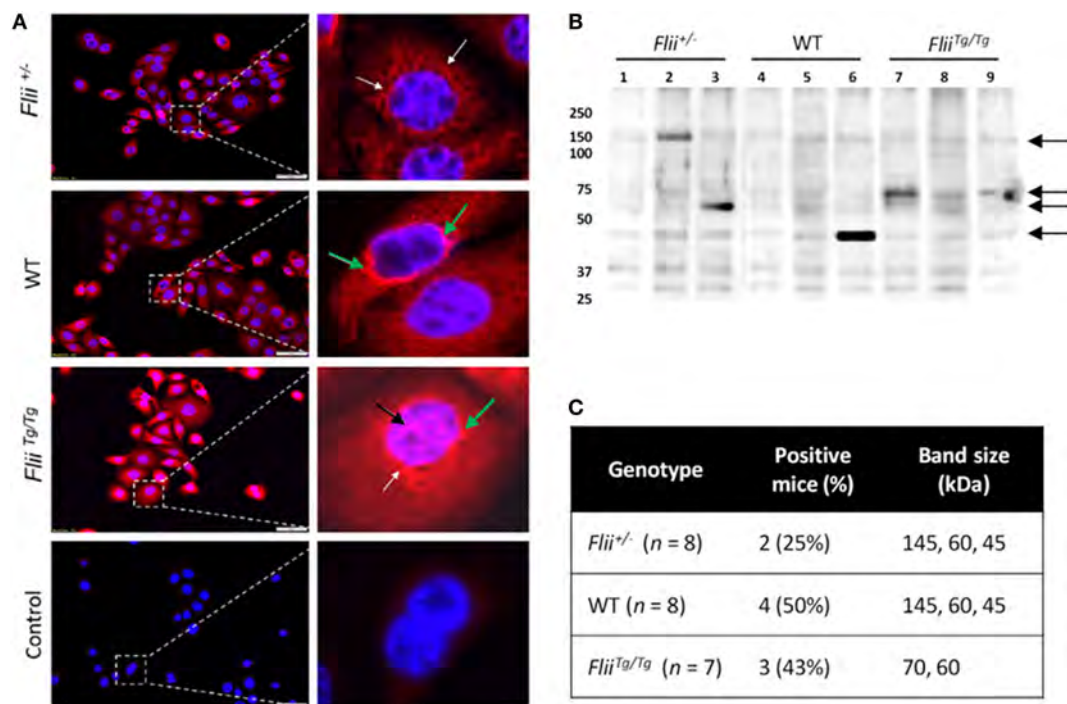 A
Flii +/-
WT
Flii Tg/Tg
Control
B
Flii+/- WT FliiTg/Tg
1 2 3 4 5 6 7 8 9
250
150
100
75
50
37
25
C
Genotype Positive mice (%) Band size (kDa)
Flii+/- (n = 8) 2 (25%) 145, 60, 45
WT (n = 8) 4 (50%) 145, 60, 45
FliiTg/Tg (n = 7) 3 (43%) 70, 60